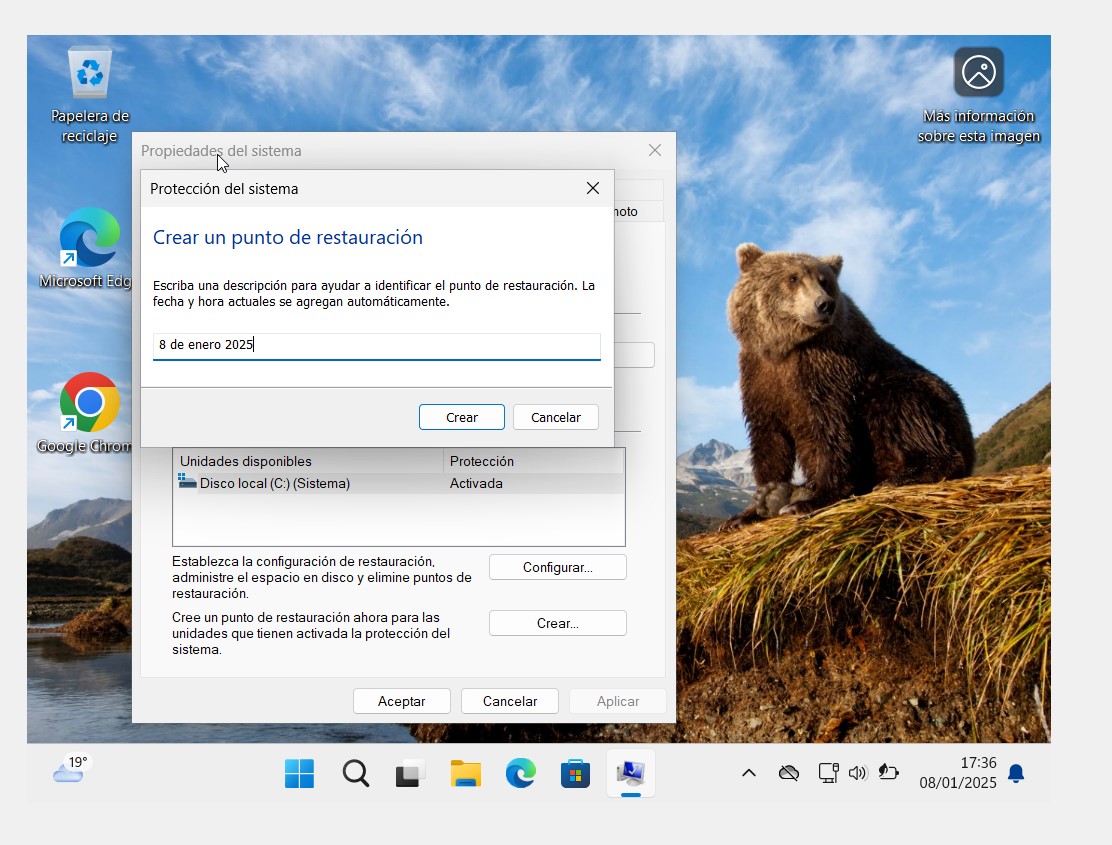 Papelera de
reciclaje
Más información
sobre esta imagen
Propiedades del sistema
Protección del sistema
noto
Crear un punto de restauración
Microsoft Edg
Escriba una descripción para ayudar a identificar el punto de restauración. La
fecha y hora actuales se agregan automáticamente.
8 de enero 2025
Crear
Cancelar
Google Chrom
Unidades disponibles
Protección
Disco local (C:) (Sistema)
Activada
Establezca la configuración de restauración,
administre el espacio en disco y elimine puntos de
restauración.
Configurar...
Cree un punto de restauración ahora para las
unidades que tienen activada la protección del
sistema.
Crear...
Aceptar
Cancelar
Aplicar
19°
17:36
08/01/2025